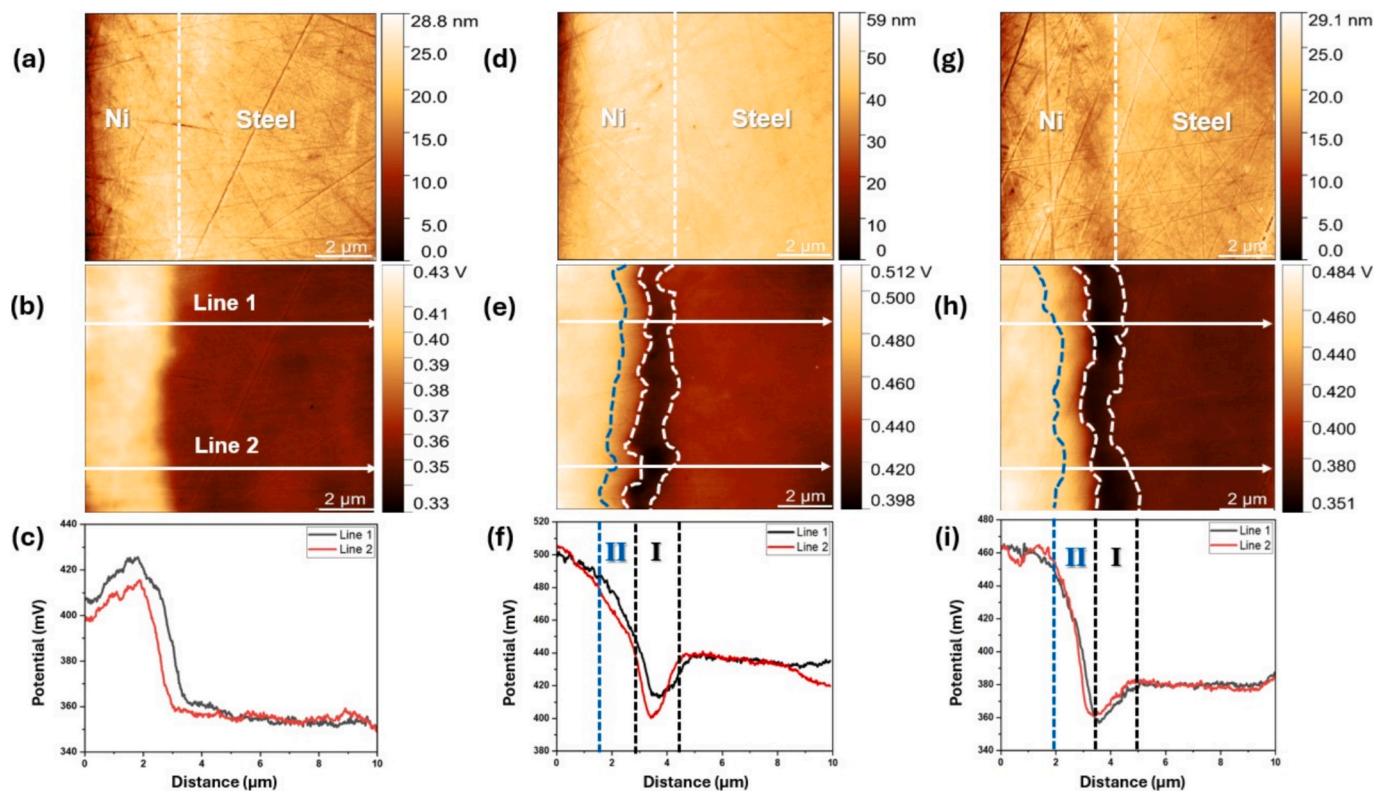 (a)
Ni
Steel
2 μm
28.8 nm
25.0
20.0
15.0
10.0
5.0
0.0
(d)
Ni
Steel
2 μm
59 nm
50
40
30
20
10
0
(g)
Ni
Steel
2 μm
29.1 nm
25.0
20.0
15.0
10.0
5.0
0.0
(b)
Line 1
Line 2
2 μm
0.43 V
0.41
0.40
0.39
0.38
0.37
0.36
0.35
0.33
(e)
2 μm
0.512 V
0.500
0.480
0.460
0.440
0.420
0.398
(h)
2 μm
0.484 V
0.460
0.440
0.420
0.400
0.380
0.351
(c)
Line 1
Line 2
Potential (mV)
440
420
400
380
360
340
0 2 4 6 8 10
Distance (μm)
(f)
II I
Line 1
Line 2
Potential (mV)
520
500
480
460
440
420
400
380
0 2 4 6 8 10
Distance (μm)
(i)
II I
Line 1
Line 2
Potential (mV)
480
460
440
420
400
380
360
340
0 2 4 6 8 10
Distance (μm)